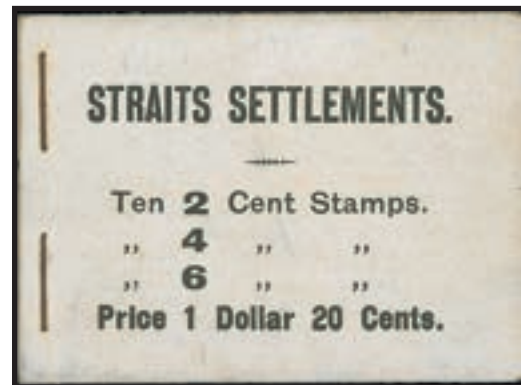 STRAITS SETTLEMENTS.
Ten 2 Cent Stamps.
„ 4 „ „
„ 6 „ „
Price 1 Dollar 20 Cents.